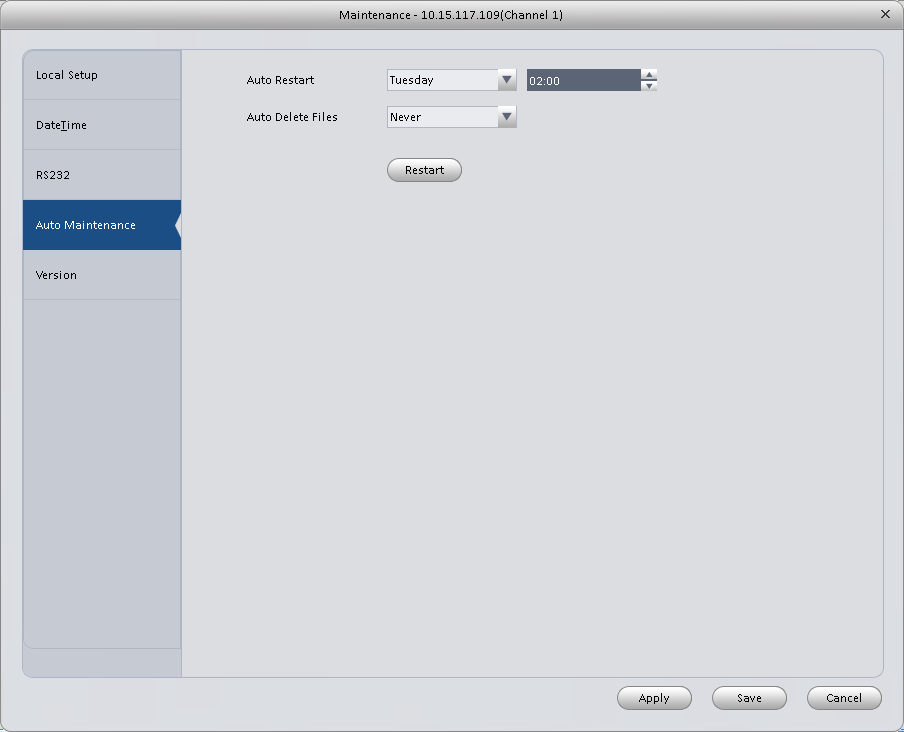 Maintenance - 10.15.117.109(Channel 1)
Local Setup
DateTime
RS232
Auto Maintenance
Version
Auto Restart
Tuesday
02:00
Auto Delete Files
Never
Restart
Apply
Save
Cancel